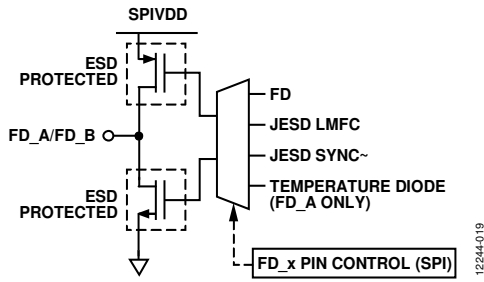 SPIVDD
ESD
PROTECTED
FD
JESD LMFC
FD_A/FD_B
JESD SYNC~
TEMPERATURE DIODE
(FD_A ONLY)
ESD
PROTECTED
FD_x PIN CONTROL (SPI)
12244-019